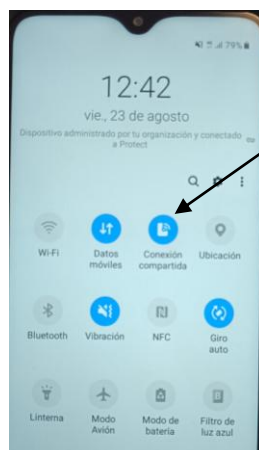 79%
12:42
vie., 23 de agosto
Dispositivo administrado por tu organización y conectado
a Protect
Wi-Fi
Datos
móviles
Conexión
compartida
Ubicación
Bluetooth
Vibración
NFC
Giro
auto
Linterna
Modo
Avión
Modo de
batería
Filtro de
luz azul